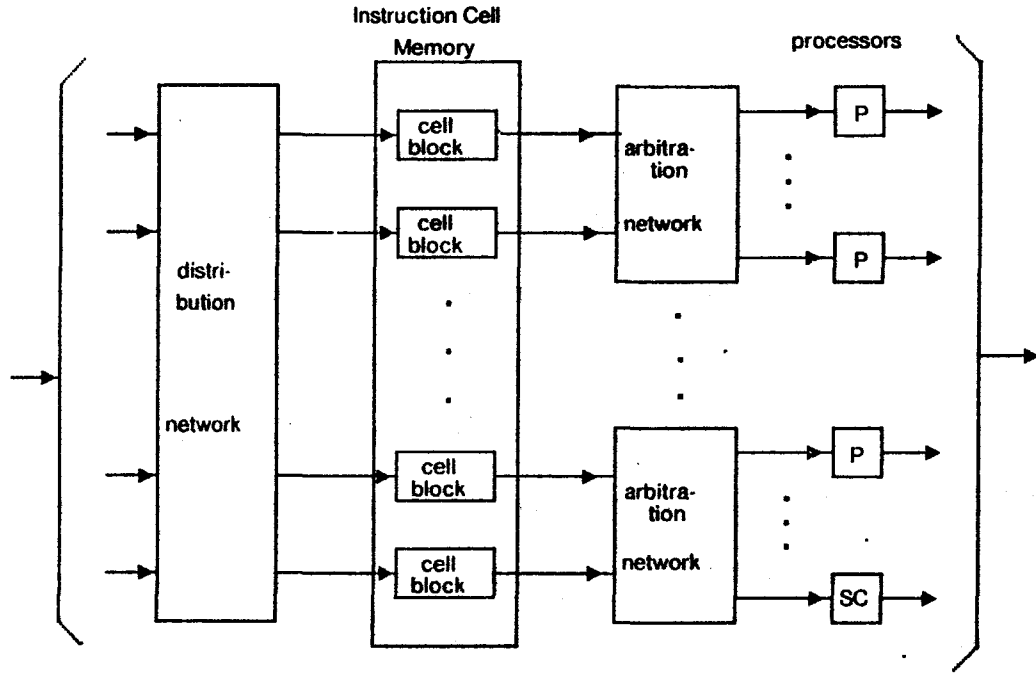 Instruction Cell
Memory
processors
distri-
bution
network
cell
block
cell
block
cell
block
cell
block
arbitra-
tion
network
arbitra-
tion
network
P
P
P
SC